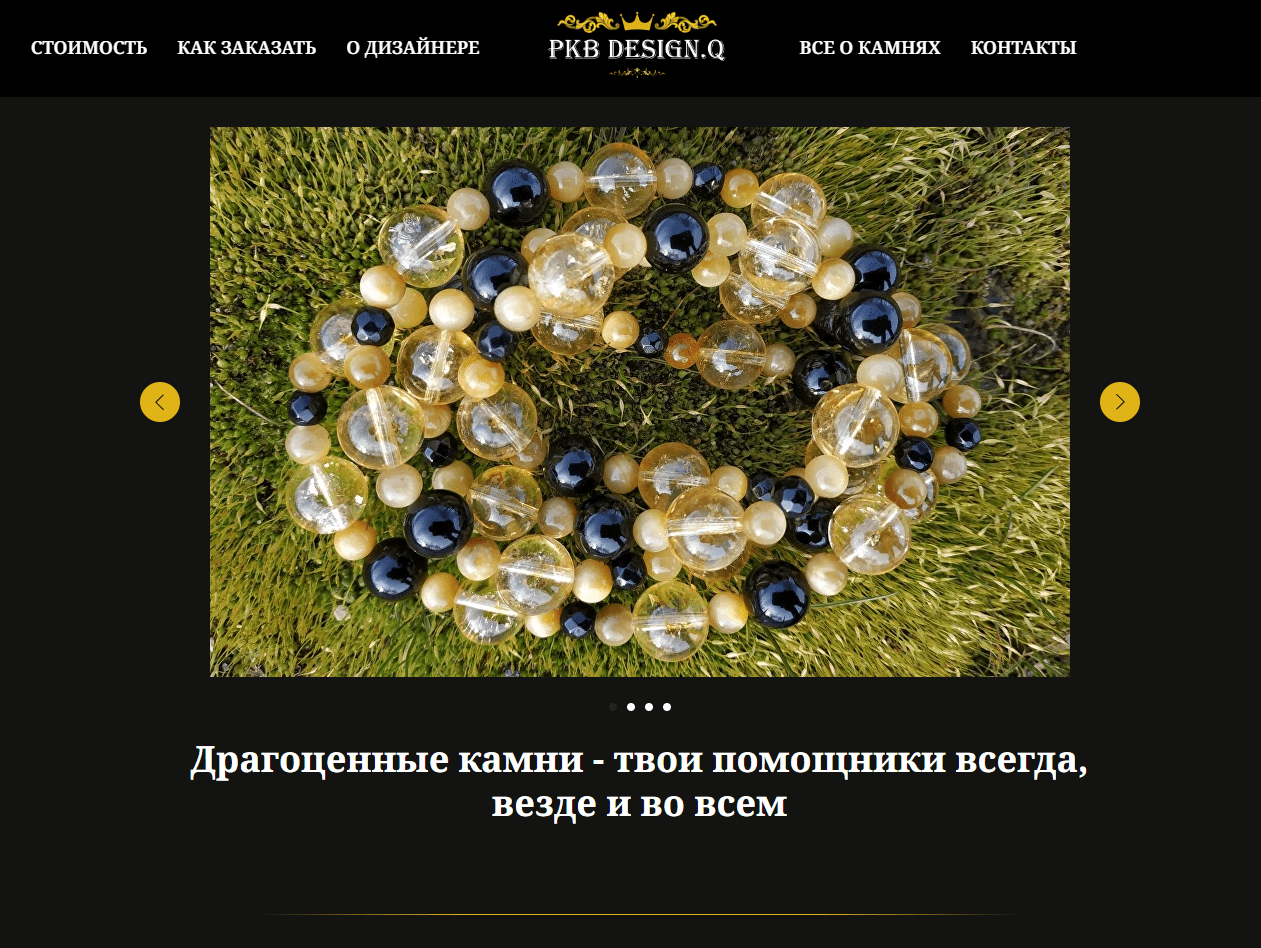 СТОИМОСТЬ КАК ЗАКАЗАТЬ О ДИЗАЙНЕРЕ PKB DESIGN.Q ВСЕ О КАМНЯХ КОНТАКТЫ
Драгоценные камни - твои помощники всегда,
везде и во всем